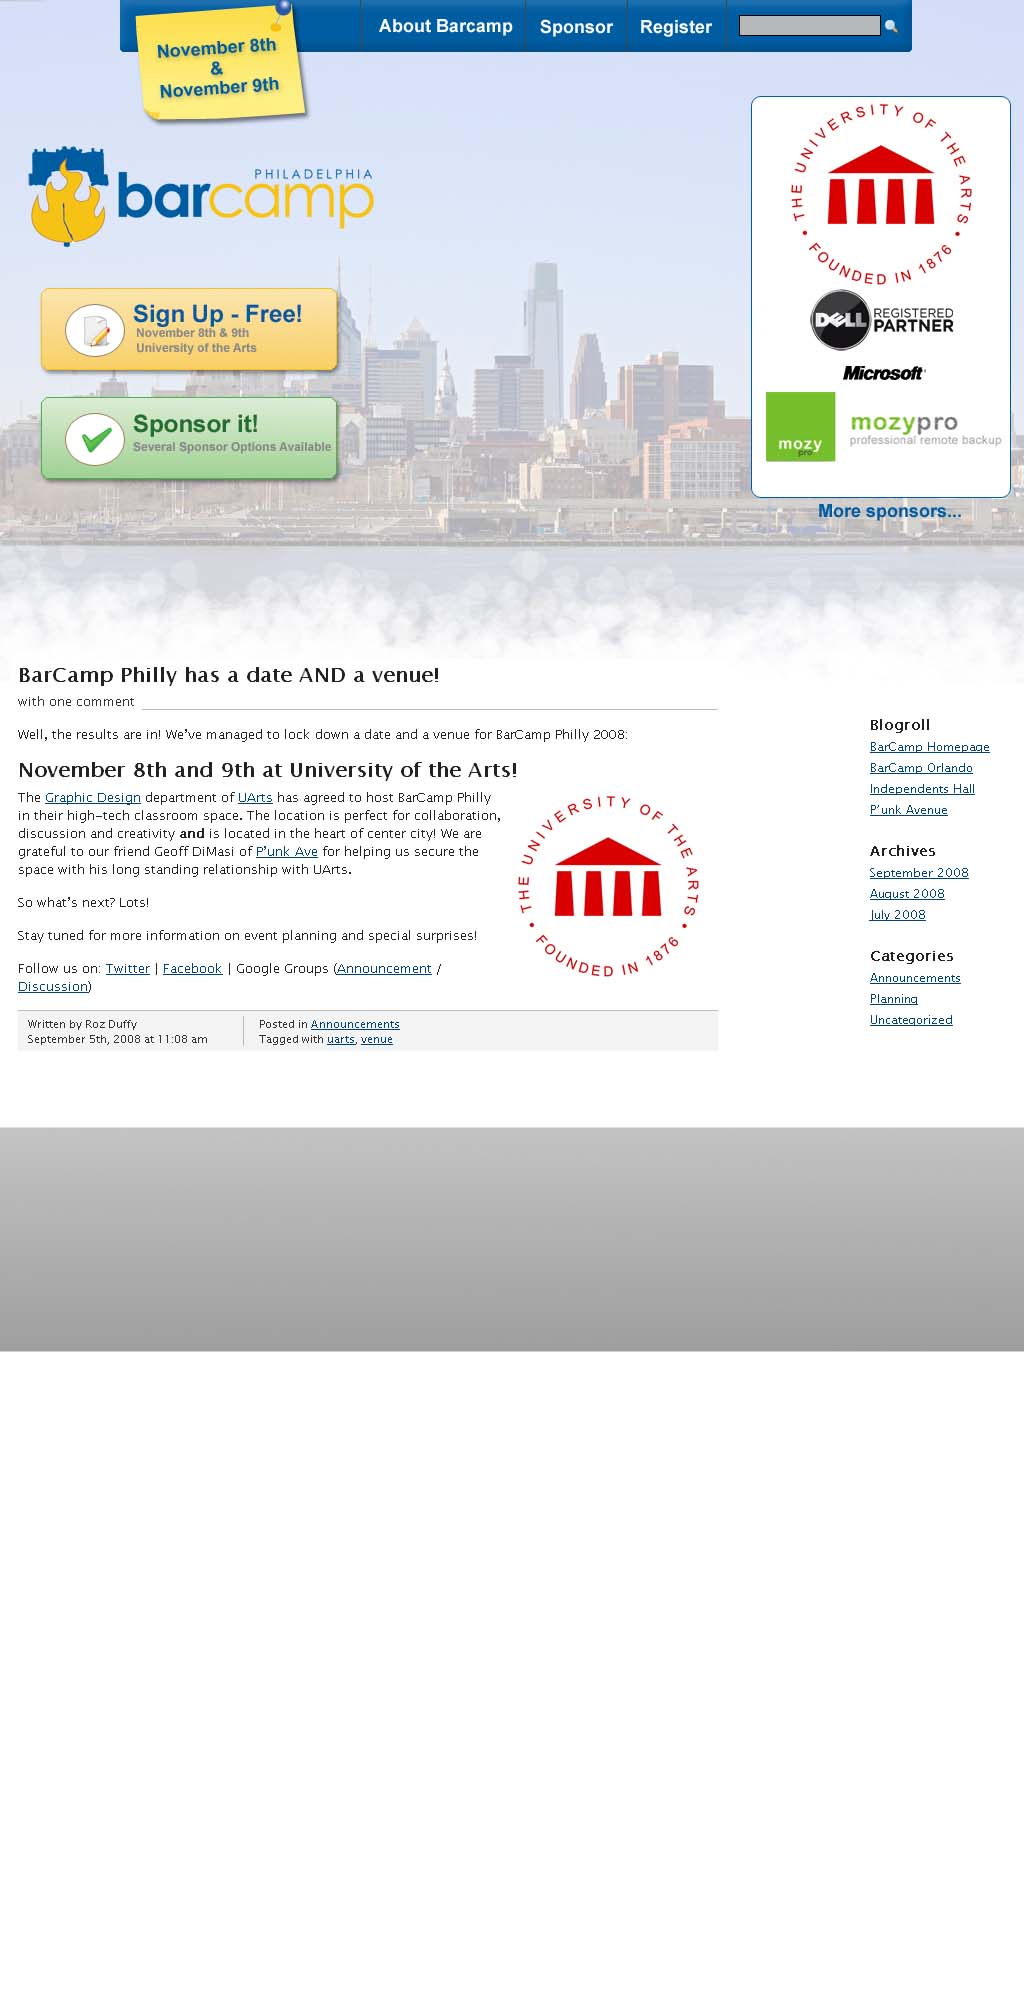 November 8th
&
November 9th
About Barcamp
Sponsor
Register
PHILADELPHIA
barcamp
Sign Up - Free!
November 8th & 9th
University of the Arts
Sponsor it!
Several Sponsor Options Available
• THE UNIVERSITY OF THE ARTS •
FOUNDED IN 1876
DELL
REGISTERED
PARTNER
Microsoft
mozy
pro
mozypro
professional remote backup
More sponsors...
BarCamp Philly has a date AND a venue!
with one comment
Well, the results are in! We've managed to lock down a date and a venue for BarCamp Philly 2008:
November 8th and 9th at University of the Arts!
The Graphic Design department of UArts has agreed to host BarCamp Philly
in their high-tech classroom space. The location is perfect for collaboration,
discussion and creativity and is located in the heart of center city! We are
grateful to our friend Geoff DiMasi of P'unk Ave for helping us secure the
space with his long standing relationship with UArts.
• THE UNIVERSITY OF THE ARTS •
FOUNDED IN 1876
So what's next? Lots!
Stay tuned for more information on event planning and special surprises!
Follow us on: Twitter | Facebook | Google Groups (Announcement /
Discussion)
Written by Roz Duffy
September 5th, 2008 at 11:08 am
Posted in Announcements
Tagged with uarts, venue
Blogroll
BarCamp Homepage
BarCamp Orlando
Independents Hall
P'unk Avenue
Archives
September 2008
August 2008
July 2008
Categories
Announcements
Planning
Uncategorized